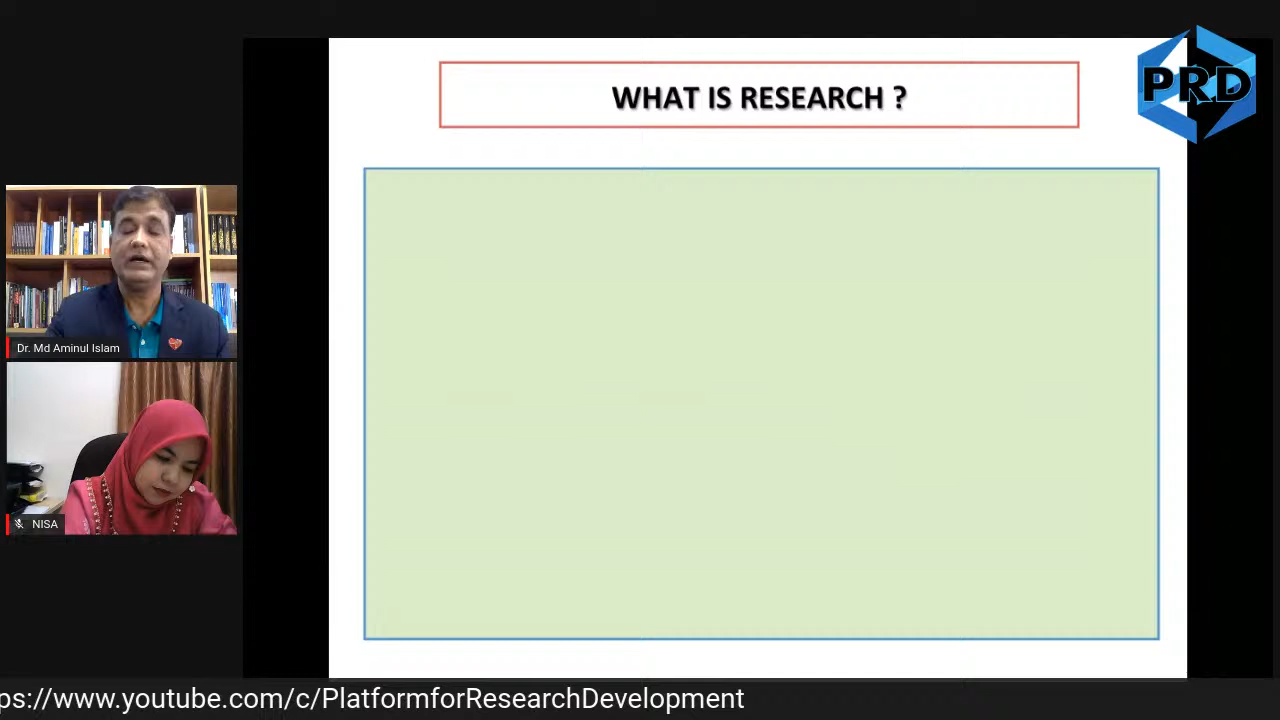 WHAT IS RESEARCH ?
PRD
Dr. Md Aminul Islam
NISA
ps://www.youtube.com/c/PlatformforResearchDevelopment